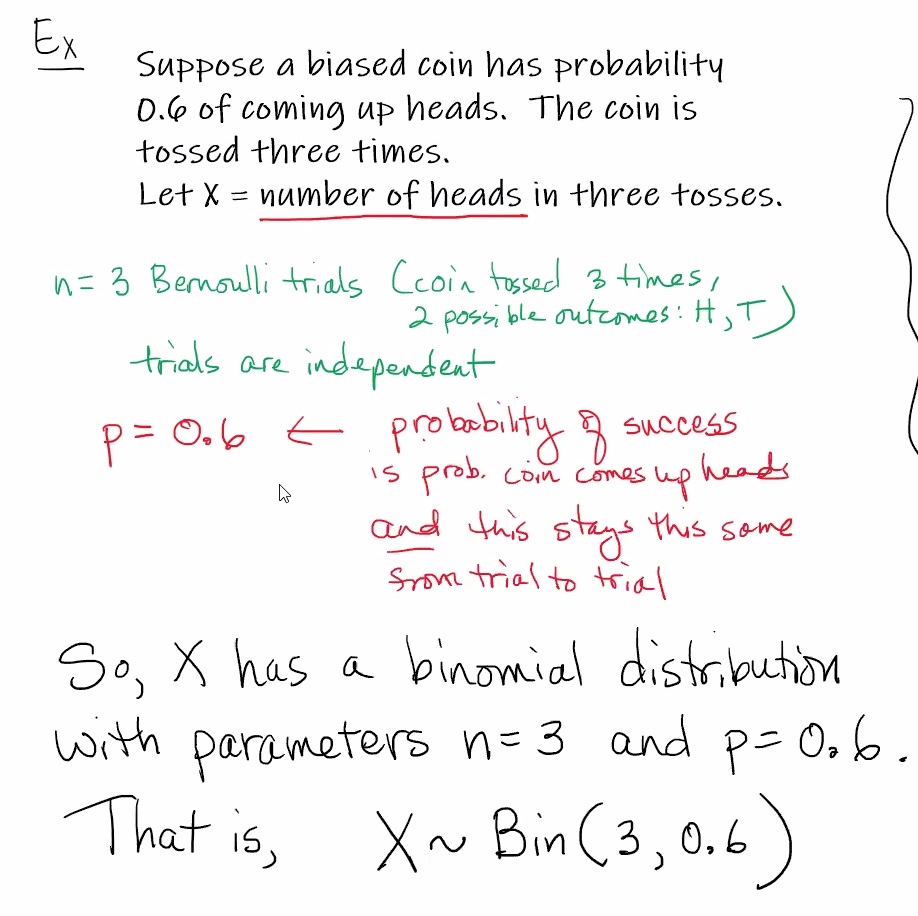 Ex
Suppose a biased coin has probability
0.6 of coming up heads. The coin is
tossed three times.
Let X = number of heads in three tosses.
n = 3 Bernoulli trials (coin tossed 3 times,
2 possible outcomes: H, T)
trials are independent
p = 0.6 ← probability of success
is prob. coin comes up heads
and this stays this same
from trial to trial
So, X has a binomial distribution
with parameters n = 3 and p = 0.6.
That is, X ~ Bin(3, 0.6)